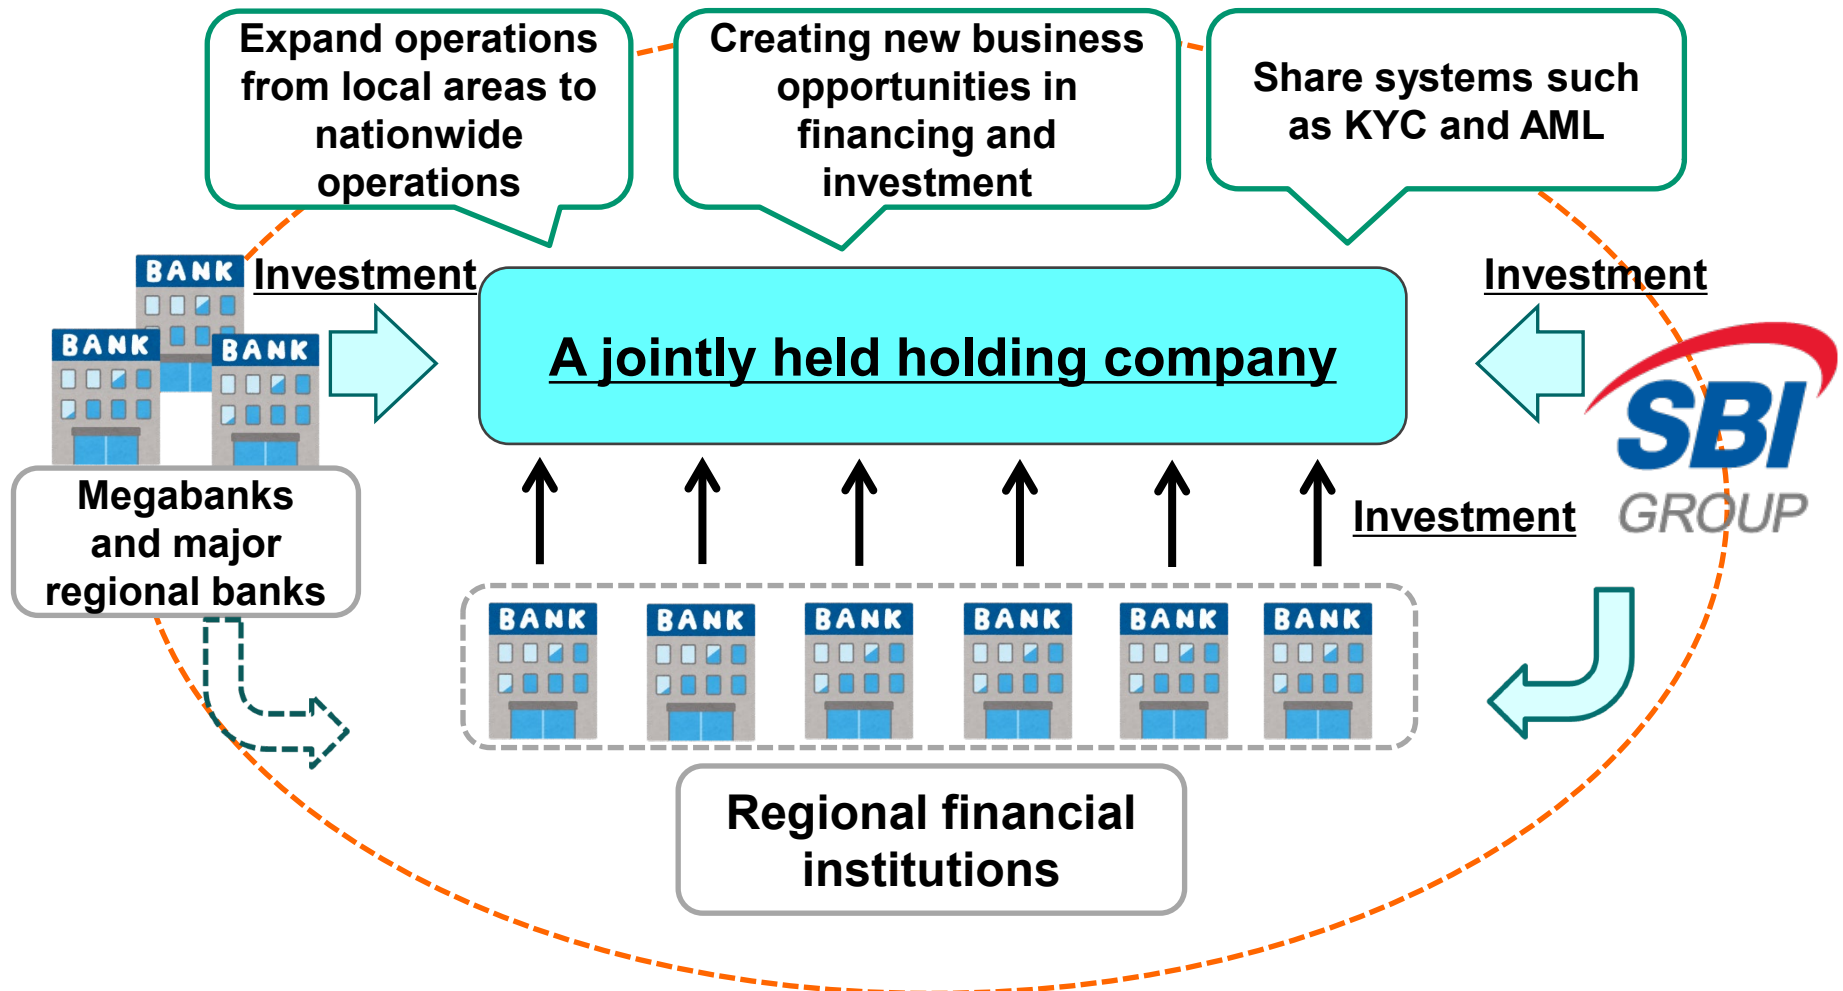 Expand operations
from local areas to
nationwide
operations
Creating new business
opportunities in
financing and
investment
Share systems such
as KYC and AML
BANK
BANK
BANK
Investment
A jointly held holding company
Investment
SBI
GROUP
Megabanks
and major
regional banks
Investment
BANK
BANK
BANK
BANK
BANK
BANK
Regional financial
institutions